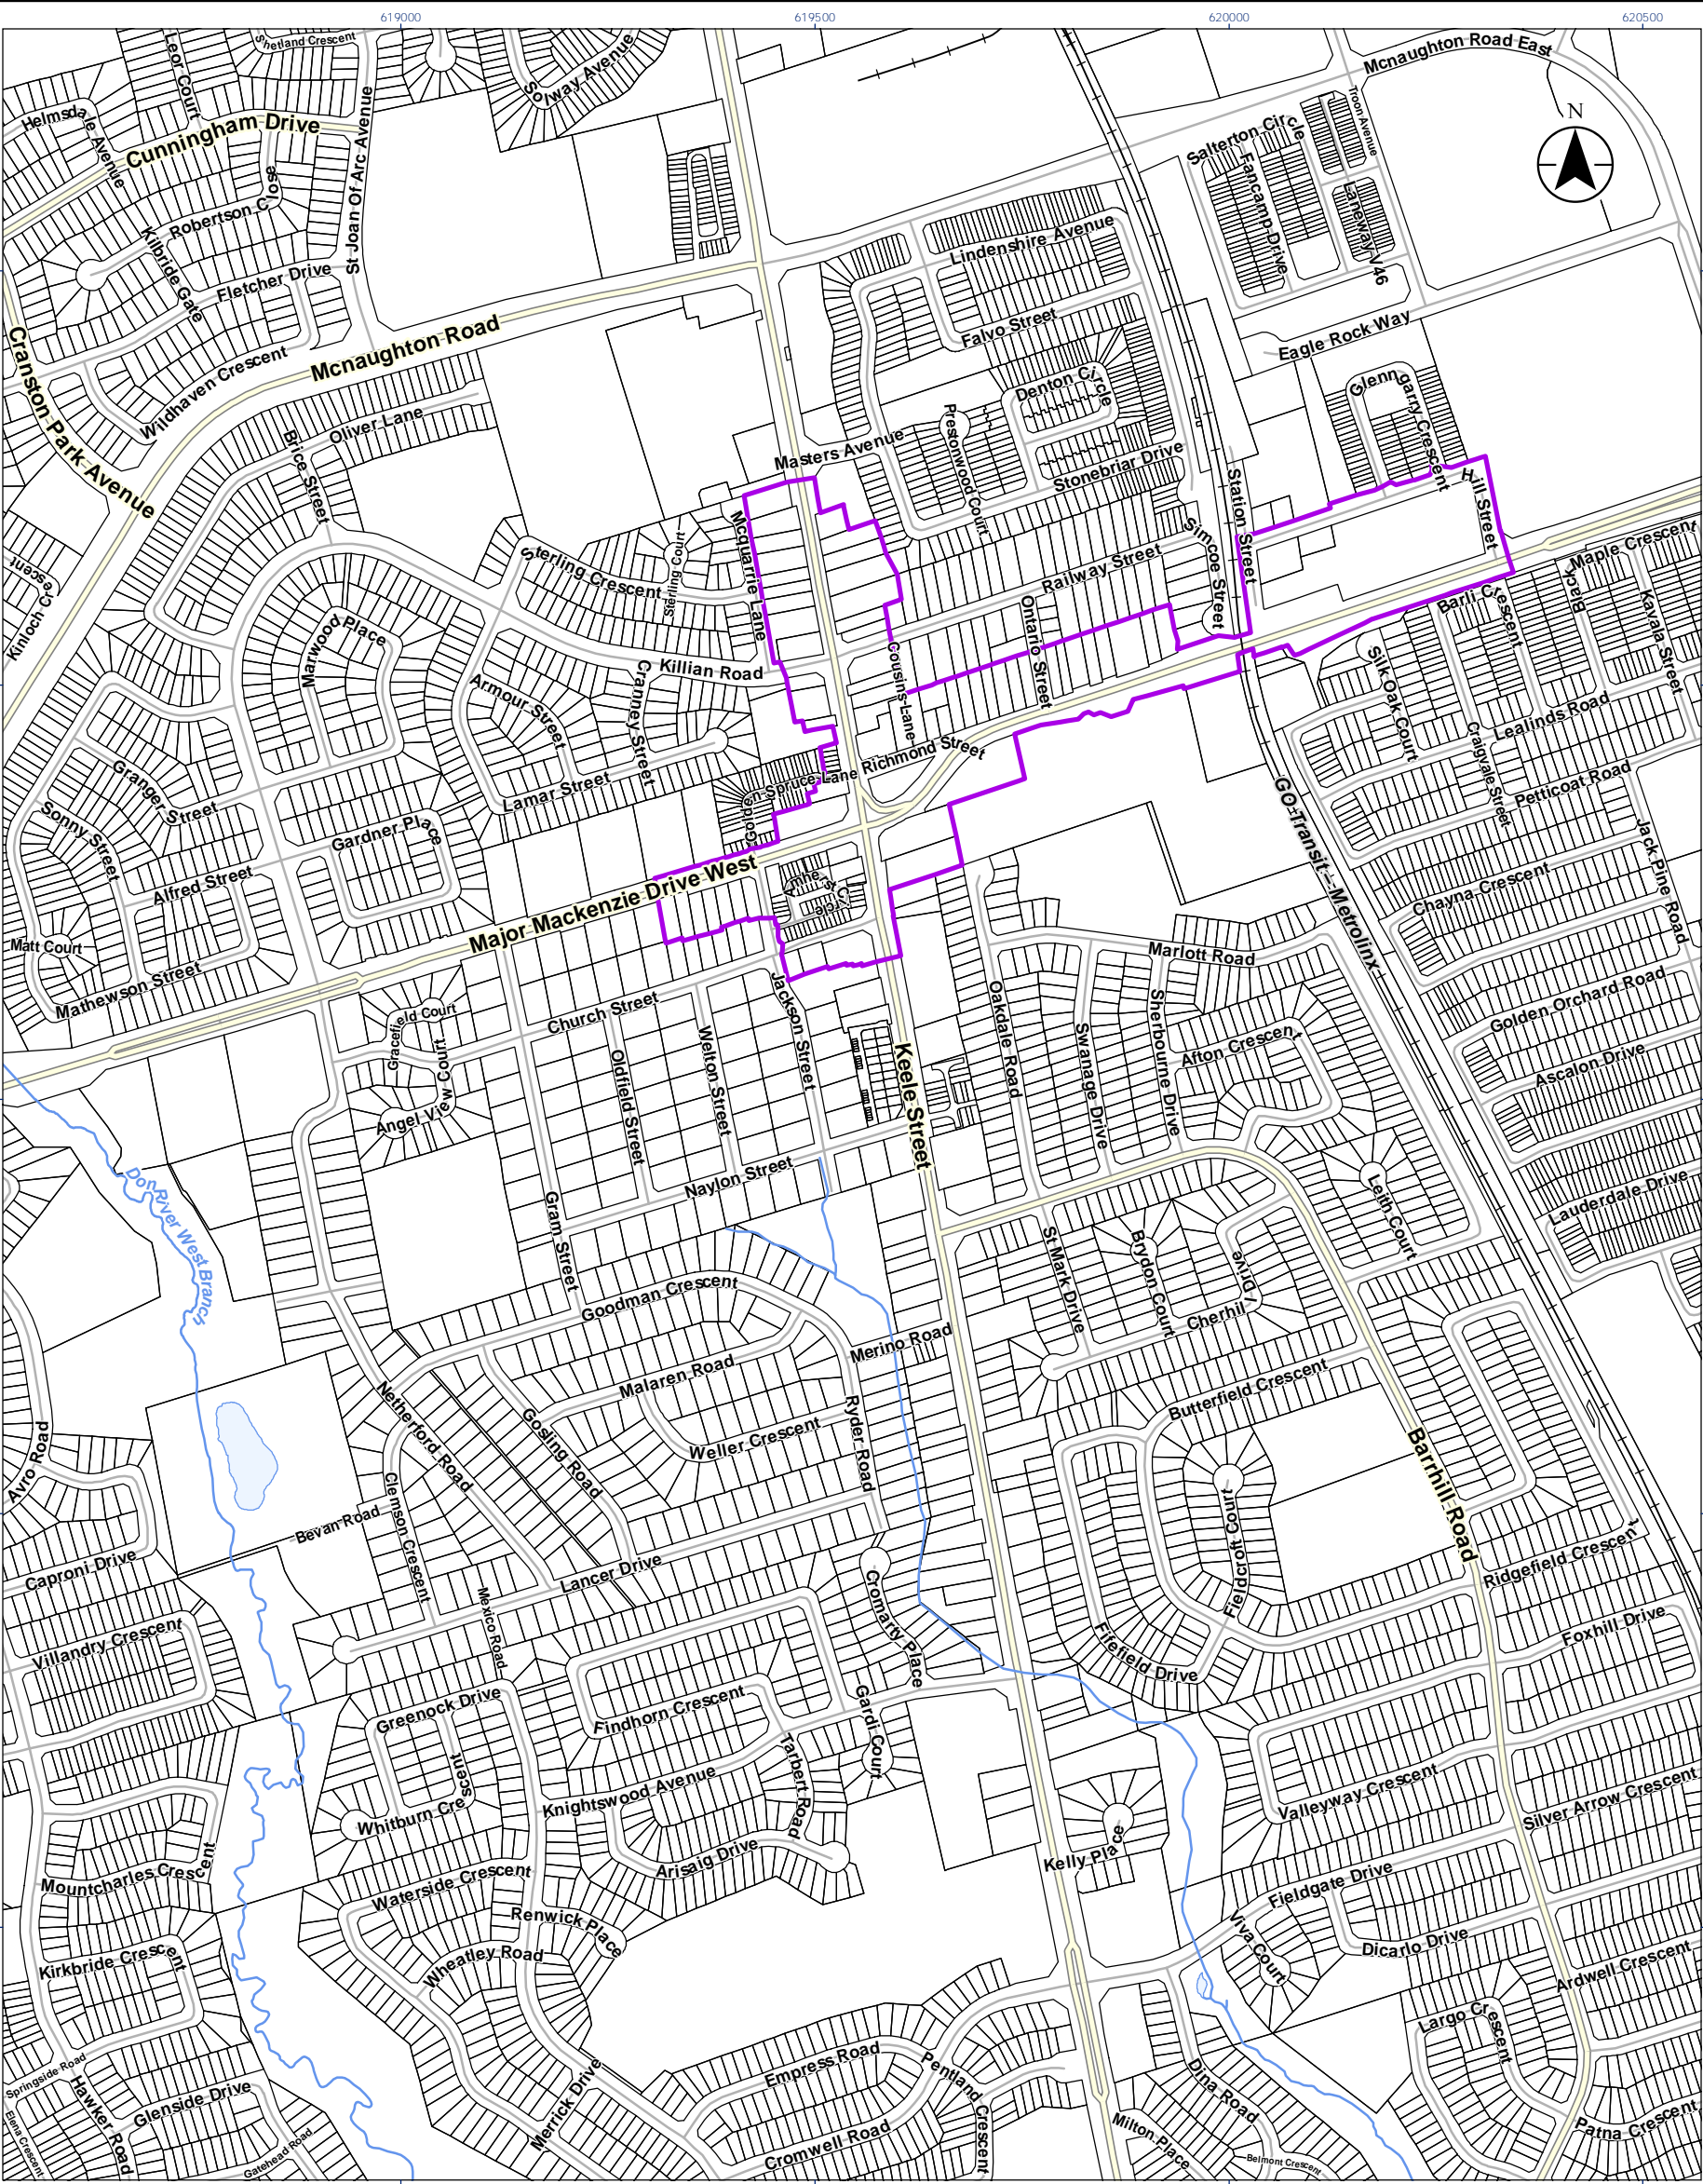 619000
619500
620000
620500
Shetland Crescent
Leor Court
Solway Avenue
Mcnaughton Road East
N
Helmsdale Avenue
Cunningham Drive
St Joan Of Arc Avenue
Troon Avenue
Salterton Circle
Fancamp Drive
Laneway V46
Robertson Close
Kilbride Gate
Fletcher Drive
Lindenshire Avenue
Falvo Street
Eagle Rock Way
Cranston Park Avenue
Mcnaughton Road
Wildhaven Crescent
Denton Circle
Glenngarry Crescent
Oliver Lane
Brice Street
Prestonwood Court
Masters Avenue
Stonebriar Drive
Station Street
Hill Street
Mcquarrie Lane
Simcoe Street
Maple Crescent
Sterling Crescent
Sterling Court
Railway Street
Ontario Street
Barli Crescent
Back
Kavala Street
escent
Kinloch Cre
Marwood Place
Killian Road
Cousins Lane
Silk Oak Court
Armour Street
Cranney Street
Lealinds Road
Craigvale Street
Granger Street
Lamar Street
Golden Spruce Lane
Richmond Street
GO Transit - Metrolinx
Petticoat Road
Sonny Street
Gardner Place
Jack Pine Road
Alfred Street
Major Mackenzie Drive West
Amherst Circle
Chayna Crescent
Matt Court
Mathewson Street
Marlott Road
Gracefield Court
Church Street
Jackson Street
Oakdale Road
Golden Orchard Road
Angel View Court
Oldfield Street
Welton Street
Keele Street
Swanage Drive
Sherbourne Drive
Afton Crescent
Ascalon Drive
Don River West Branch
Naylon Street
Gram Street
Leith Court
Lauderdale Drive
St Mark Drive
Brydon Court
Cherhill Drive
Goodman Crescent
Merino Road
Malaren Road
Butterfield Crescent
Netherford Road
Gosling Road
Weller Crescent
Ryder Road
Avro Road
Clemson Crescent
Bevan Road
Barrhill Road
Fieldcroft Court
Caproni Drive
Lancer Drive
Ridgefield Crescent
Mexico Road
Cromarty Place
Villandry Crescent
Fifefield Drive
Foxhill Drive
Greenock Drive
Findhorn Crescent
Gardi Court
Tarbert Road
Whitburn Crescent
Knightswood Avenue
Valleyway Crescent
Silver Arrow Crescent
Arisaig Drive
Kelly Place
Mountcharles Crescent
Waterside Crescent
Fieldgate Drive
Renwick Place
Viva Court
Dicarlo Drive
Kirkbride Crescent
Wheatley Road
Ardwell Crescent
Largo Crescent
Springside Road
Empress Road
Pentland Crescent
Hawker Road
Glenside Drive
Merrick Drive
Dina Road
Elena Crescent
Gatehead Road
Cromwell Road
Milton Place
Belmont Crescent
Patna Crescent